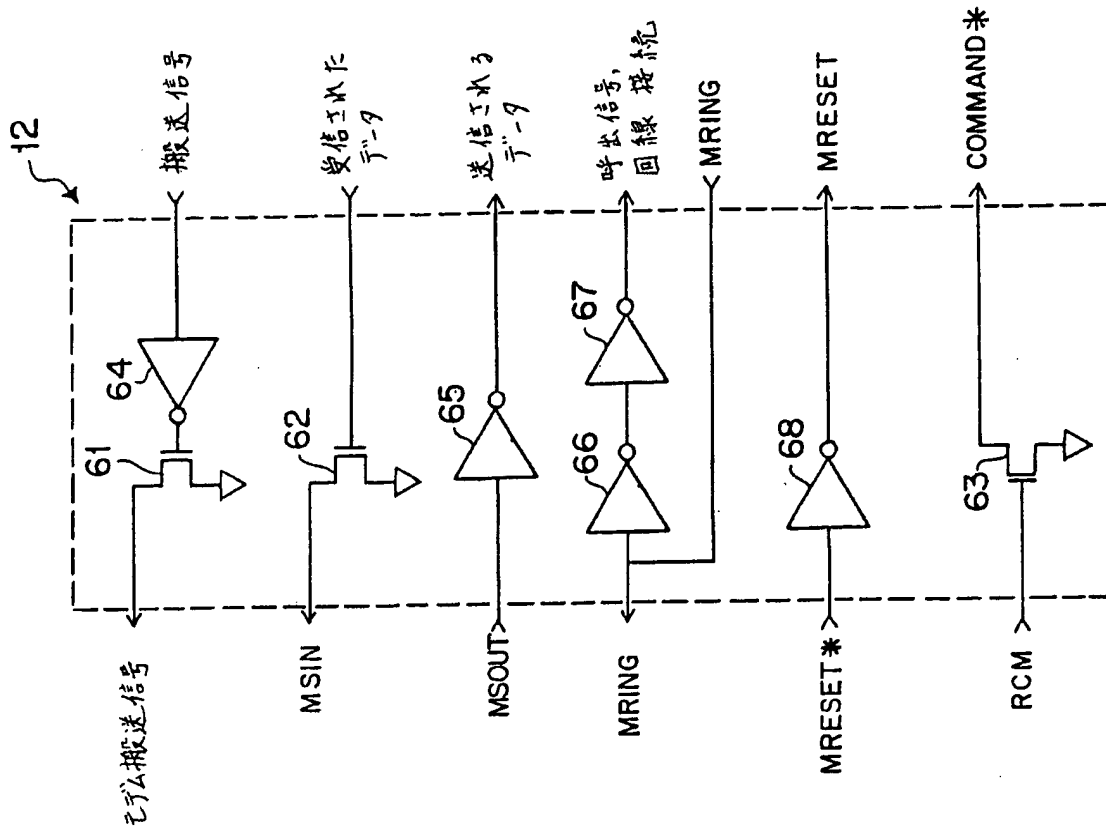 12
搬送信号
64
61
モデム搬送信号
受信された
データ
62
MSIN
送信される
データ
65
MSOUT
呼出信号,
回線 接続
67
66
MRING
MRING
MRESET
68
MRESET*
COMMAND*
63
RCM